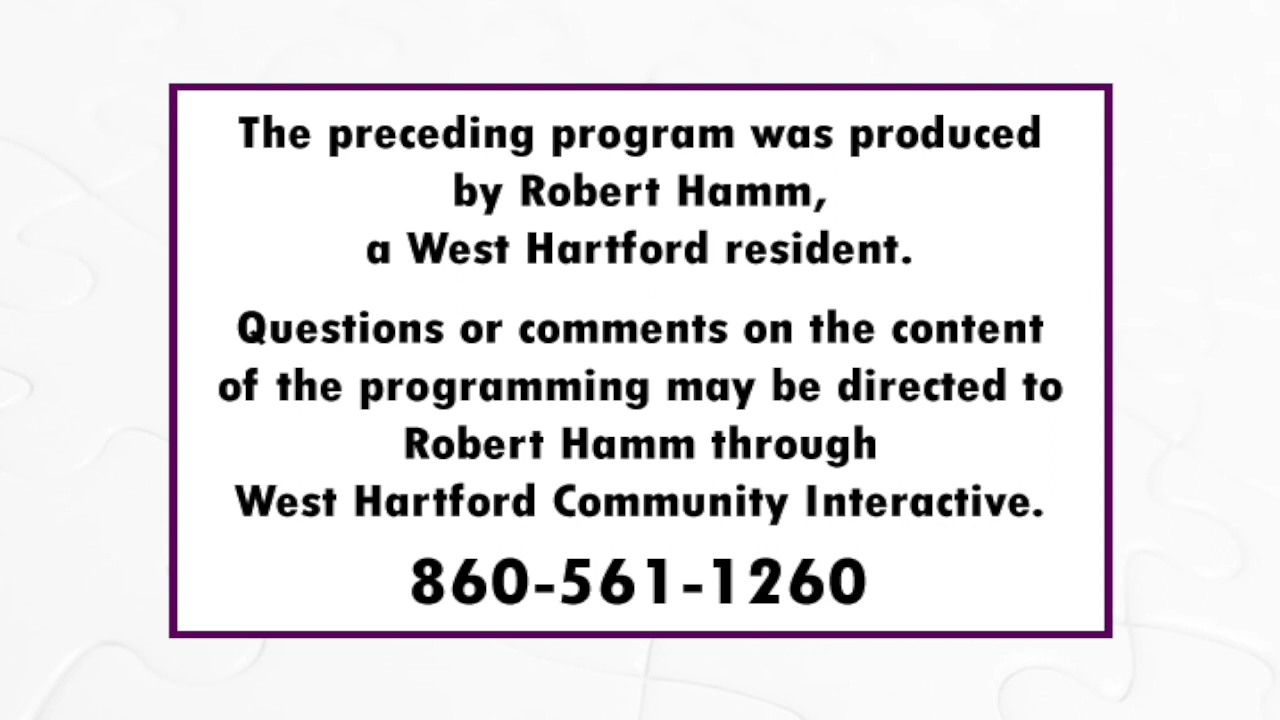 The preceding program was produced
by Robert Hamm,
a West Hartford resident.
Questions or comments on the content
of the programming may be directed to
Robert Hamm through
West Hartford Community Interactive.
860-561-1260